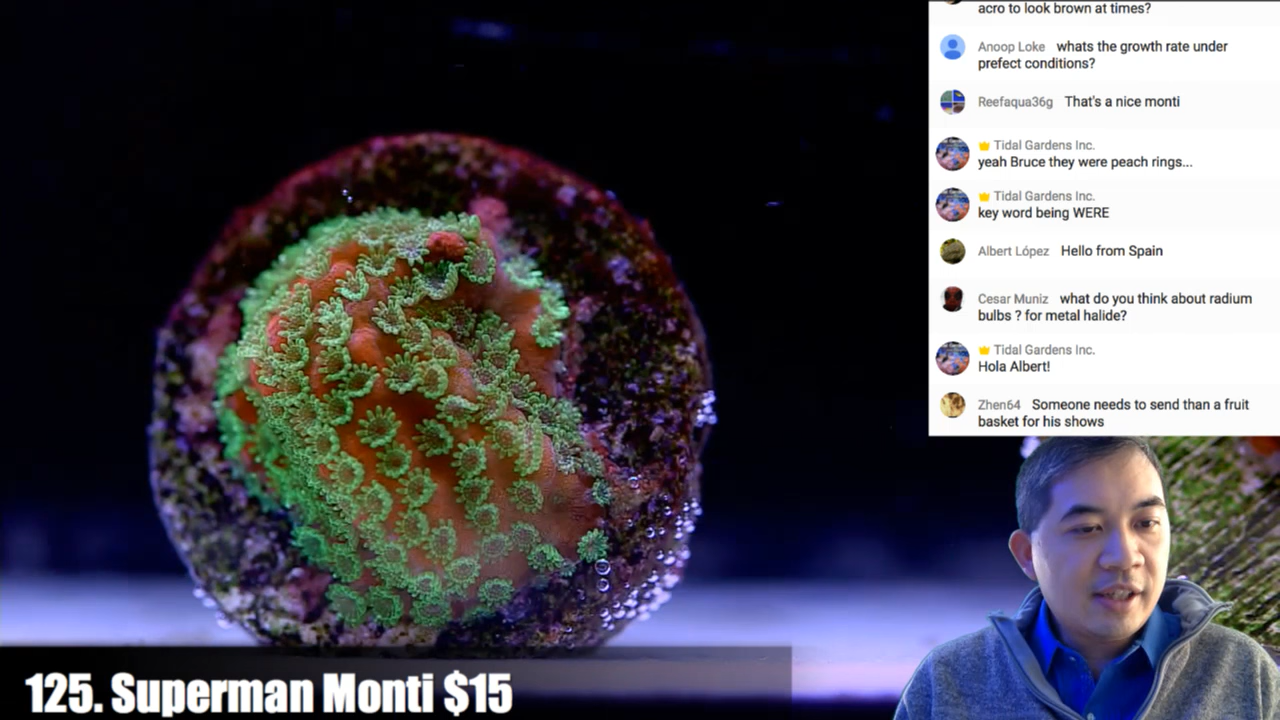 acro to look brown at times?
Anoop Loke whats the growth rate under
prefect conditions?
Reefaqua36g That's a nice monti
Tidal Gardens Inc.
yeah Bruce they were peach rings...
Tidal Gardens Inc.
key word being WERE
Albert López Hello from Spain
Cesar Muniz what do you think about radium
bulbs ? for metal halide?
Tidal Gardens Inc.
Hola Albert!
Zhen64 Someone needs to send than a fruit
basket for his shows
125. Superman Monti $15